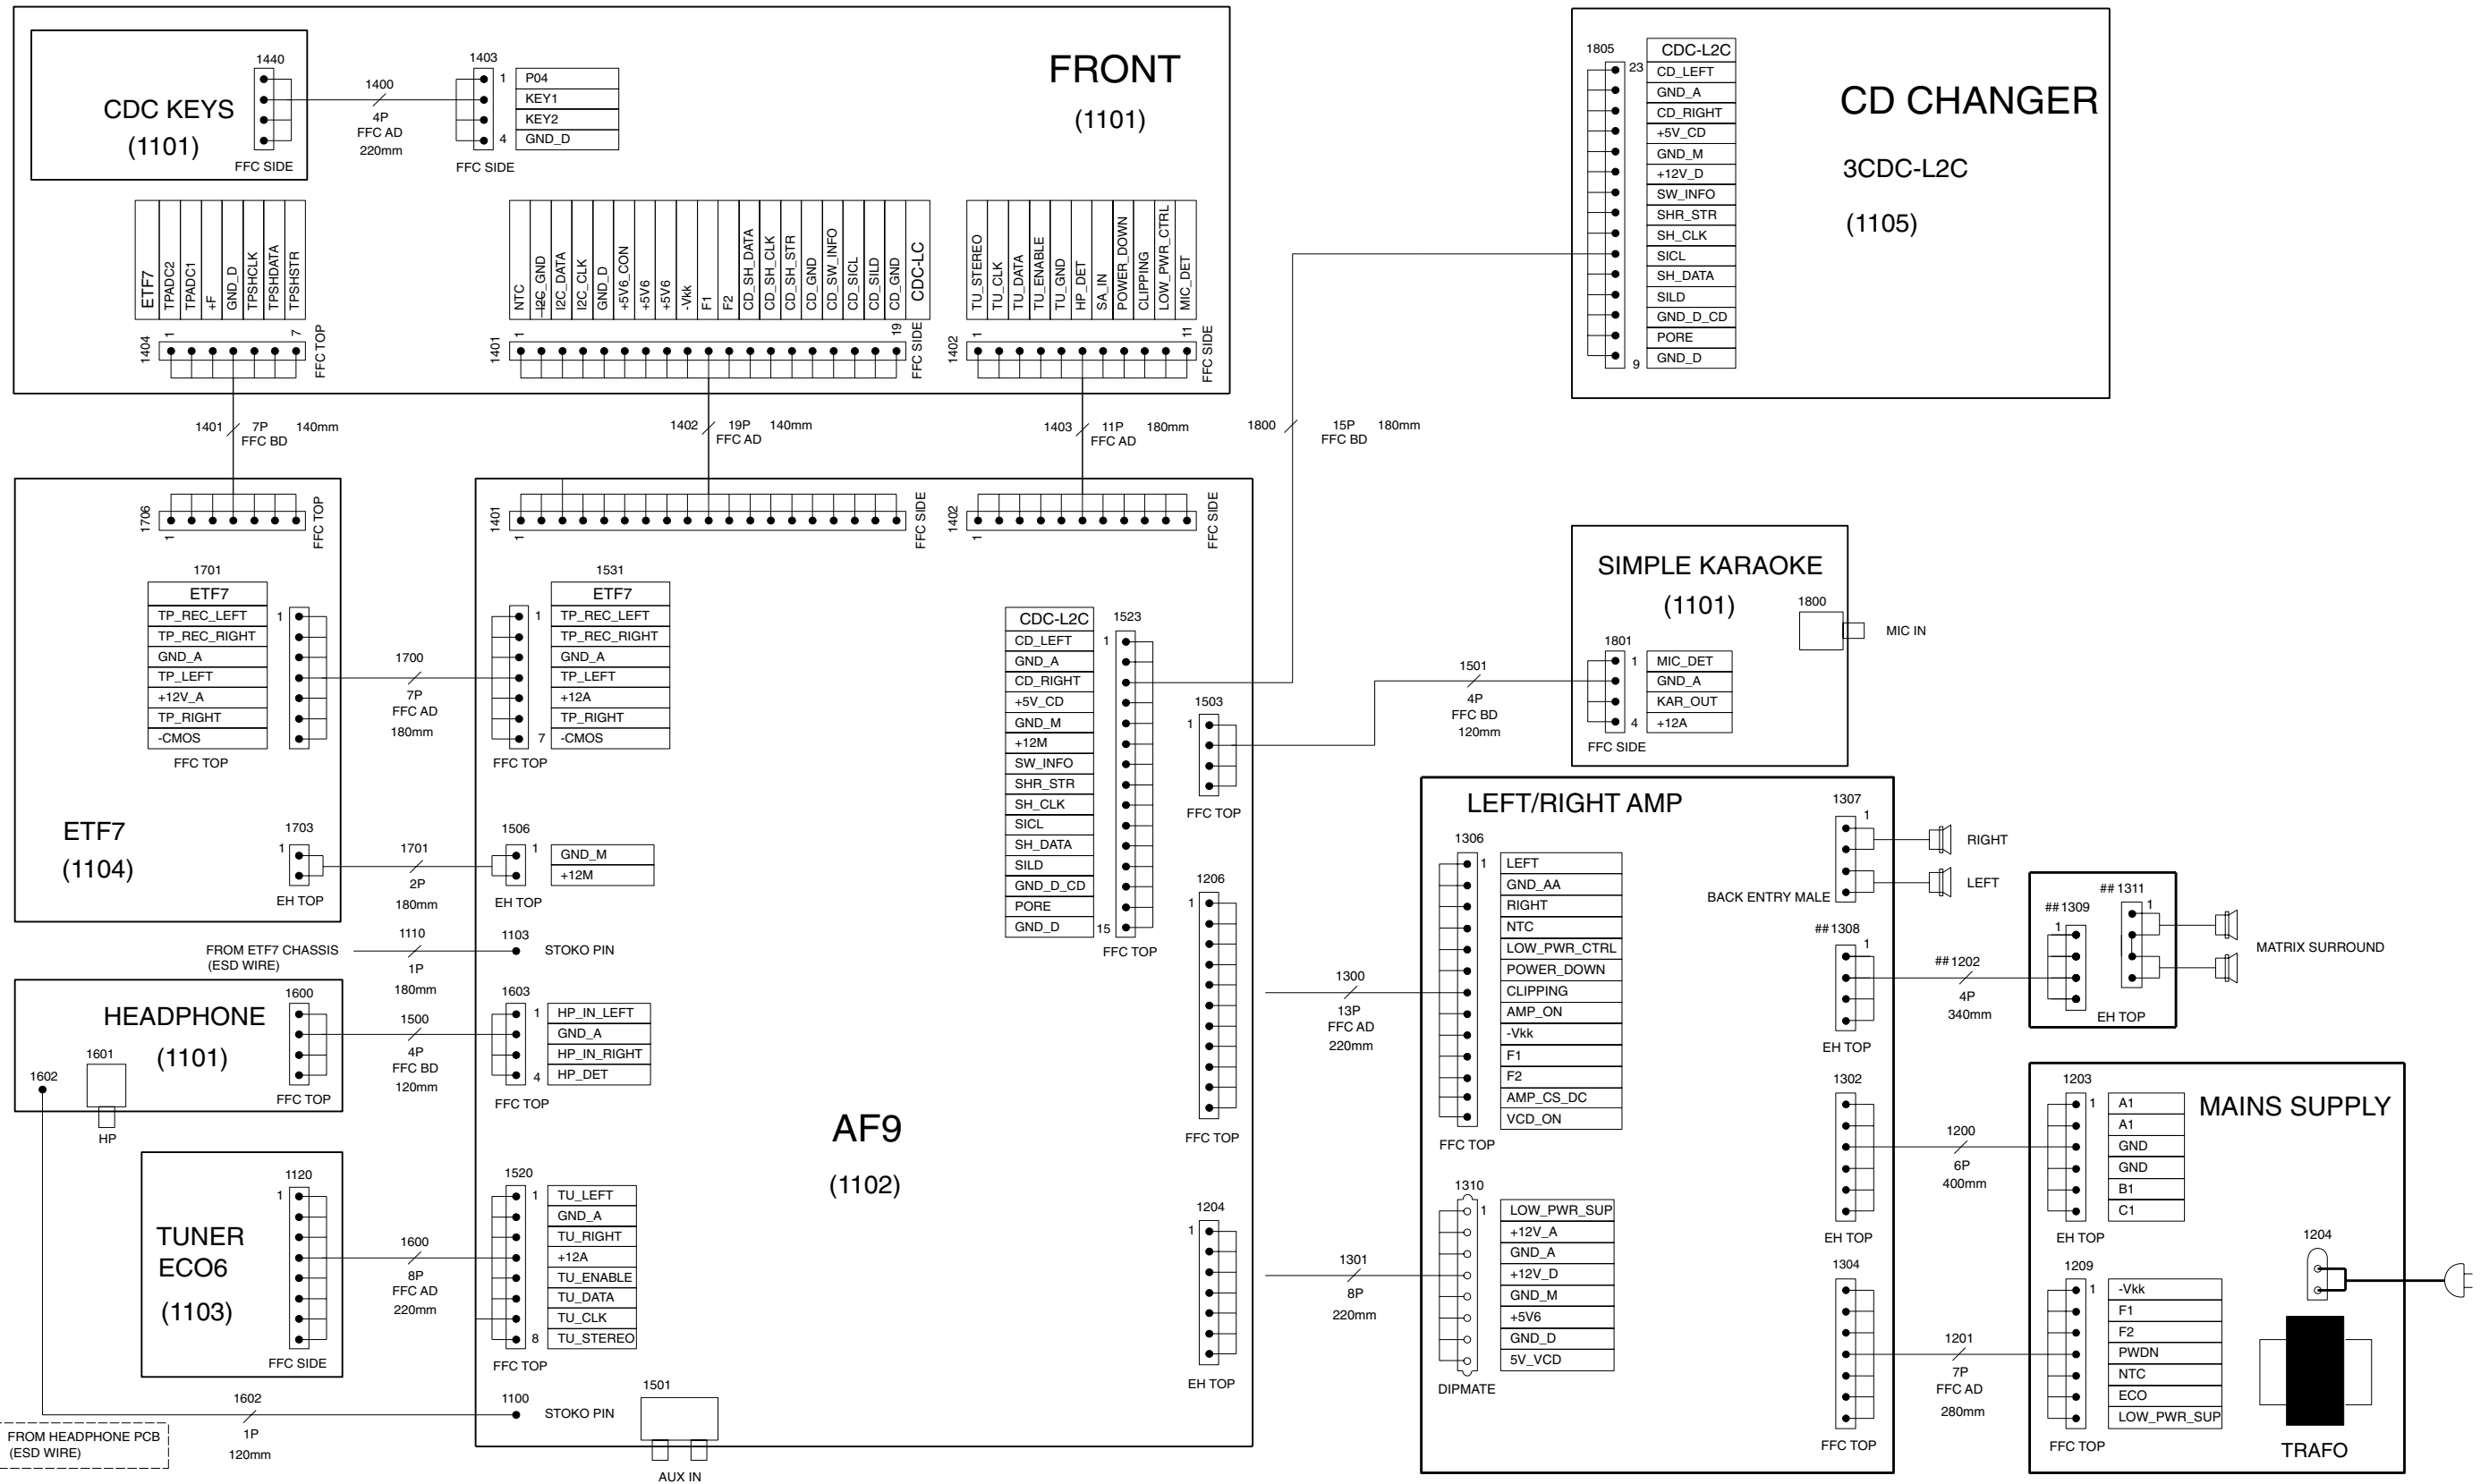 FRONT
(1101)
CDC KEYS
(1101)
1440
FFC SIDE
1400
4P
FFC AD
220mm
1403
1
4
P04
KEY1
KEY2
GND_D
FFC SIDE
ETF7
TPADC2
TPADC1
+F
GND_D
TPSHCLK
TPSHDATA
TPSHSTR
1404
1
7
FFC TOP
NTC
I2C_GND
I2C_DATA
I2C_CLK
GND_D
+5V6_CON
+5V6
+5V6
-Vkk
F1
F2
CD_SH_DATA
CD_SH_CLK
CD_SH_STR
CD_GND
CD_SW_INFO
CD_SICL
CD_SILD
CD_GND
CDC-LC
1401
1
19
FFC SIDE
TU_STEREO
TU_CLK
TU_DATA
TU_ENABLE
TU_GND
HP_DET
SA_IN
POWER_DOWN
CLIPPING
LOW_PWR_CTRL
MIC_DET
1402
1
11
FFC SIDE
CD CHANGER
3CDC-L2C
(1105)
1805
23
9
CDC-L2C
CD_LEFT
GND_A
CD_RIGHT
+5V_CD
GND_M
+12V_D
SW_INFO
SHR_STR
SH_CLK
SICL
SH_DATA
SILD
GND_D_CD
PORE
GND_D
1401
7P
140mm
FFC BD
1402
19P
140mm
FFC AD
1403
11P
180mm
FFC AD
1800
15P
180mm
FFC BD
1706
1
FFC TOP
1701
ETF7
TP_REC_LEFT
TP_REC_RIGHT
GND_A
TP_LEFT
+12V_A
TP_RIGHT
-CMOS
1
FFC TOP
ETF7
(1104)
1703
1
EH TOP
1700
7P
FFC AD
180mm
1701
2P
180mm
FROM ETF7 CHASSIS
(ESD WIRE)
1110
1P
180mm
1401
1
FFC SIDE
1402
1
FFC SIDE
1531
ETF7
TP_REC_LEFT
TP_REC_RIGHT
GND_A
TP_LEFT
+12A
TP_RIGHT
-CMOS
1
7
FFC TOP
1506
1
GND_M
+12M
EH TOP
1103
STOKO PIN
1603
1
4
HP_IN_LEFT
GND_A
HP_IN_RIGHT
HP_DET
FFC TOP
AF9
(1102)
1520
1
8
TU_LEFT
GND_A
TU_RIGHT
+12A
TU_ENABLE
TU_DATA
TU_CLK
TU_STEREO
FFC TOP
1100
STOKO PIN
1501
AUX IN
CDC-L2C
CD_LEFT
GND_A
CD_RIGHT
+5V_CD
GND_M
+12M
SW_INFO
SHR_STR
SH_CLK
SICL
SH_DATA
SILD
GND_D_CD
PORE
GND_D
1523
1
15
FFC TOP
1503
1
FFC TOP
1206
1
FFC TOP
1204
1
EH TOP
HEADPHONE
(1101)
1600
FFC TOP
1601
HP
1602
1500
4P
FFC BD
120mm
TUNER
ECO6
(1103)
1120
1
FFC SIDE
1600
8P
FFC AD
220mm
1602
1P
120mm
FROM HEADPHONE PCB
(ESD WIRE)
SIMPLE KARAOKE
(1101)
1800
MIC IN
1801
1
4
MIC_DET
GND_A
KAR_OUT
+12A
FFC SIDE
1501
4P
FFC BD
120mm
LEFT/RIGHT AMP
1306
1
LEFT
GND_AA
RIGHT
NTC
LOW_PWR_CTRL
POWER_DOWN
CLIPPING
AMP_ON
-Vkk
F1
F2
AMP_CS_DC
VCD_ON
FFC TOP
1300
13P
FFC AD
220mm
1310
1
LOW_PWR_SUP
+12V_A
GND_A
+12V_D
GND_M
+5V6
GND_D
5V_VCD
DIPMATE
1301
8P
220mm
1307
1
RIGHT
LEFT
BACK ENTRY MALE
## 1308
1
EH TOP
1302
EH TOP
1304
FFC TOP
##1202
4P
340mm
##1309
1
## 1311
1
EH TOP
MATRIX SURROUND
1200
6P
400mm
1201
7P
FFC AD
280mm
MAINS SUPPLY
1203
1
A1
A1
GND
GND
B1
C1
EH TOP
1209
1
-Vkk
F1
F2
PWDN
NTC
ECO
LOW_PWR_SUP
FFC TOP
1204
TRAFO